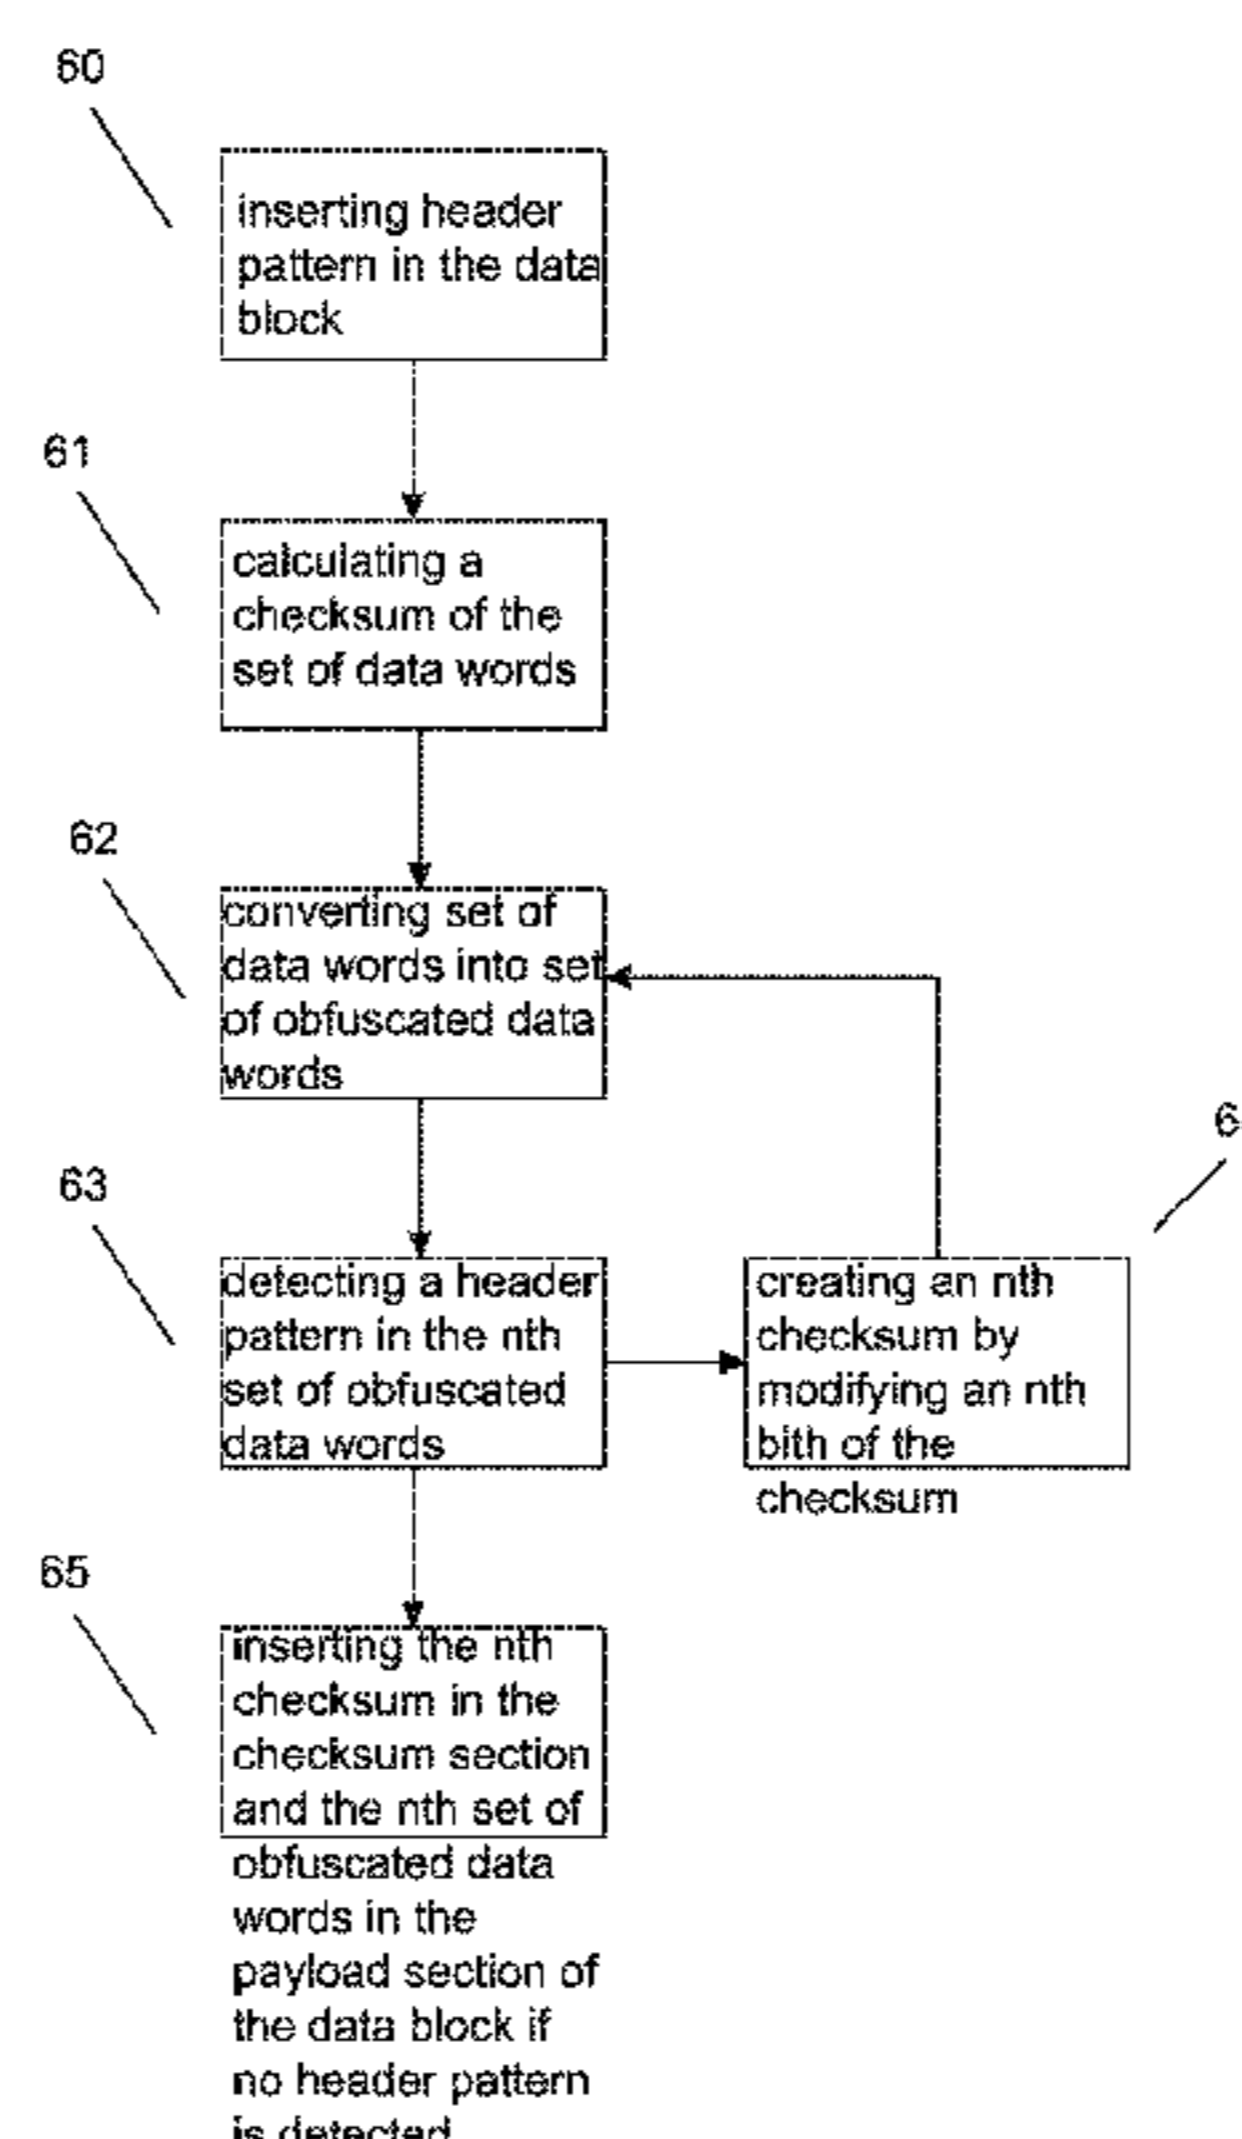 60
inserting header
pattern in the data
block
61
calculating a
checksum of the
set of data words
62
converting set of
data words into set
of obfuscated data
words
63
detecting a header
pattern in the nth
set of obfuscated
data words
6
creating an nth
checksum by
modifying an nth
bith of the
checksum
65
inserting the nth
checksum in the
checksum section
and the nth set of
obfuscated data
words in the
payload section of
the data block if
no header pattern
is detected